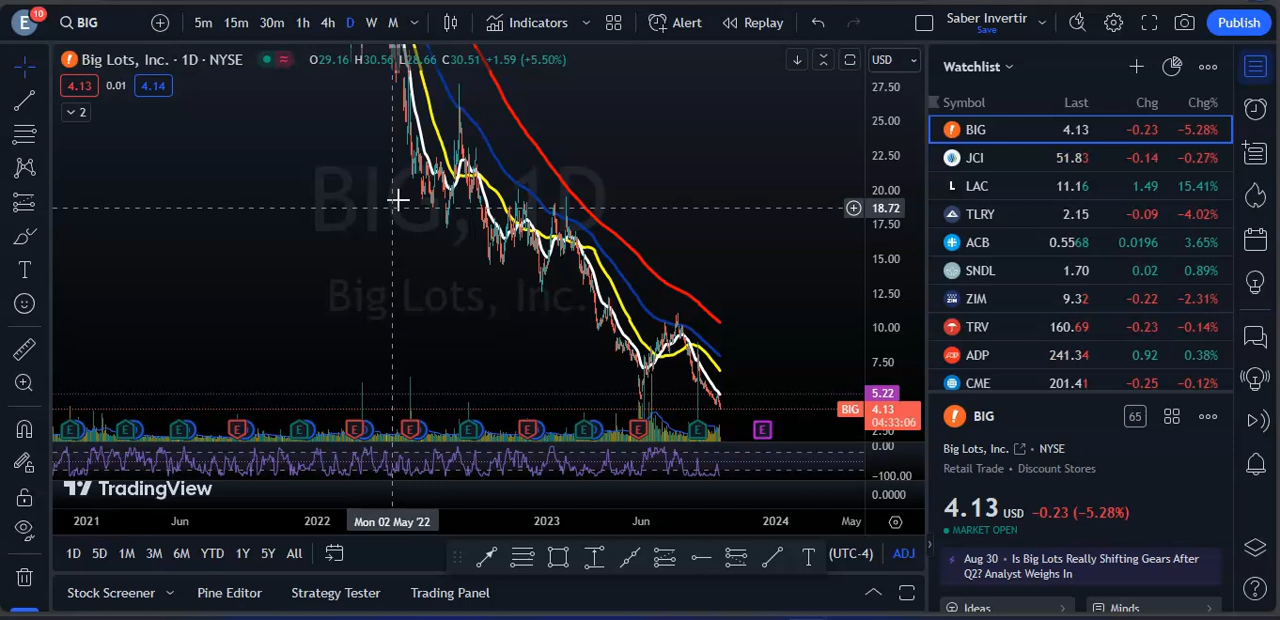 E 10 BIG 5m 15m 30m 1h 4h D W M Indicators Alert Replay Saber Invertir Save Publish
Big Lots, Inc. · 1D · NYSE O29.16 H30.56 L28.66 C30.51 +1.59 (+5.50%) USD
4.13 0.01 4.14
2
BIG, 1D
Big Lots, Inc.
27.50
25.00
22.50
20.00
18.72
17.50
15.00
12.50
10.00
7.50
5.22
BIG 4.13
04:33:06
2.50
0.00
−100.00
0.0000
E E E E E E E E E E E E E
TradingView
2021 Jun 2022 Mon 02 May '22 2023 Jun 2024 May
1D 5D 1M 3M 6M YTD 1Y 5Y All T (UTC-4) ADJ
Stock Screener Pine Editor Strategy Tester Trading Panel
Watchlist
Symbol Last Chg Chg%
BIG 4.13 −0.23 −5.28%
JCI 51.83 −0.14 −0.27%
L LAC 11.16 1.49 15.41%
TLRY 2.15 −0.09 −4.02%
ACB 0.5568 0.0196 3.65%
SNDL 1.70 0.02 0.89%
ZIM 9.32 −0.22 −2.31%
TRV 160.69 −0.23 −0.14%
ADP 241.34 0.92 0.38%
CME 201.41 −0.25 −0.12%
BIG 65
Big Lots, Inc. • NYSE
Retail Trade • Discount Stores
4.13 USD −0.23 (−5.28%)
MARKET OPEN
Aug 30 • Is Big Lots Really Shifting Gears After
Q2? Analyst Weighs In
Ideas Minds